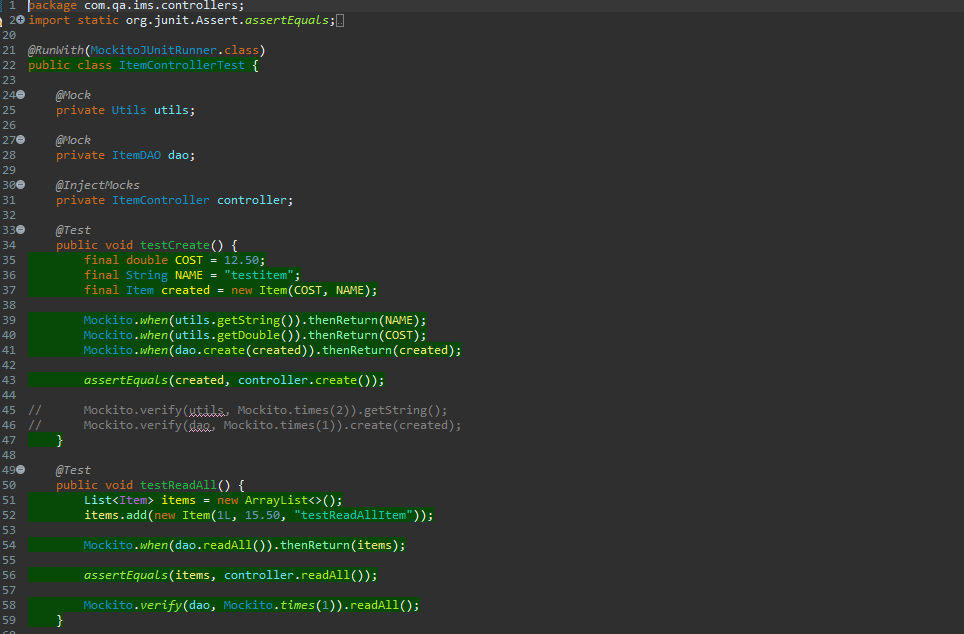 1 package com.qa.ims.controllers;
2 import static org.junit.Assert.assertEquals;
20
21 @RunWith(MockitoJUnitRunner.class)
22 public class ItemControllerTest {
23
24 @Mock
25 private Utils utils;
26
27 @Mock
28 private ItemDAO dao;
29
30 @InjectMocks
31 private ItemController controller;
32
33 @Test
34 public void testCreate() {
35 final double COST = 12.50;
36 final String NAME = "testitem";
37 final Item created = new Item(COST, NAME);
38
39 Mockito.when(utils.getString()).thenReturn(NAME);
40 Mockito.when(utils.getDouble()).thenReturn(COST);
41 Mockito.when(dao.create(created)).thenReturn(created);
42
43 assertEquals(created, controller.create());
44
45 // Mockito.verify(utils, Mockito.times(2)).getString();
46 // Mockito.verify(dao, Mockito.times(1)).create(created);
47 }
48
49 @Test
50 public void testReadAll() {
51 List<Item> items = new ArrayList<>();
52 items.add(new Item(1L, 15.50, "testReadAllItem"));
53
54 Mockito.when(dao.readAll()).thenReturn(items);
55
56 assertEquals(items, controller.readAll());
57
58 Mockito.verify(dao, Mockito.times(1)).readAll();
59 }